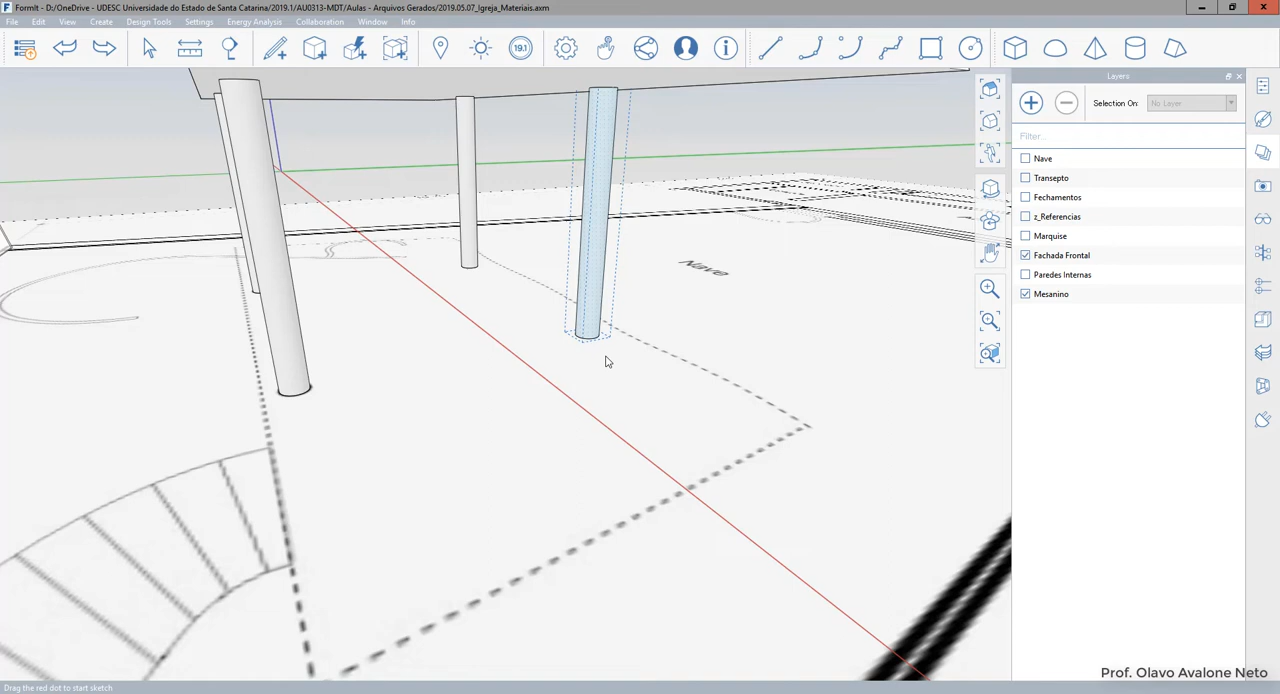 FormIt - D:/OneDrive - UDESC Universidade do Estado de Santa Catarina/2019.1/AU0313-MDT/Aulas - Arquivos Gerados/2019.05.07_Igreja_Materiais.axm
File Edit View Create Design Tools Settings Energy Analysis Collaboration Window Info
19.1
Layers
Selection On: No Layer
Filter...
Nave
Transepto
Fechamentos
z_Referencias
Marquise
Fachada Frontal
Paredes Internas
Mesanino
Nave
Prof. Olavo Avalone Neto
Drag the red dot to start sketch